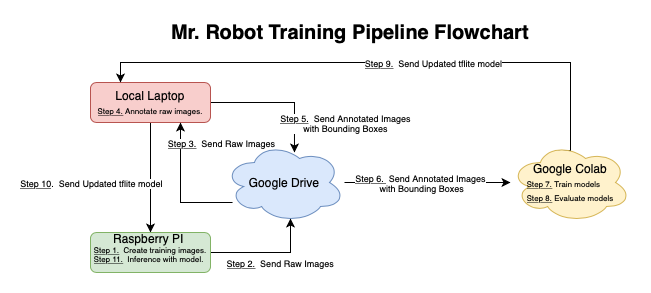 Mr. Robot Training Pipeline Flowchart
Step 9. Send Updated tflite model
Local Laptop
Step 4. Annotate raw images.
Step 5. Send Annotated Images
with Bounding Boxes
Step 3. Send Raw Images
Google Drive
Step 6. Send Annotated Images
with Bounding Boxes
Google Colab
Step 7. Train models
Step 8. Evaluate models
Step 10. Send Updated tflite model
Raspberry PI
Step 1. Create training images.
Step 11. Inference with model.
Step 2. Send Raw Images